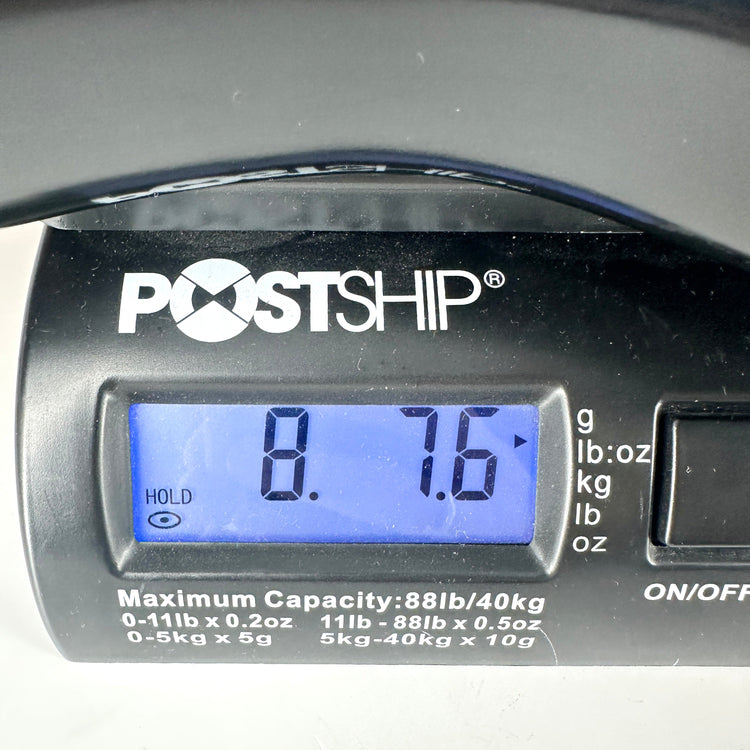 POSTSHIP®
8. 7.6
HOLD
g
lb:oz
kg
lb
oz
ON/OFF
Maximum Capacity:88lb/40kg
0-11lb x 0.2oz 11lb - 88lb x 0.5oz
0-5kg x 5g 5kg-40kg x 10g